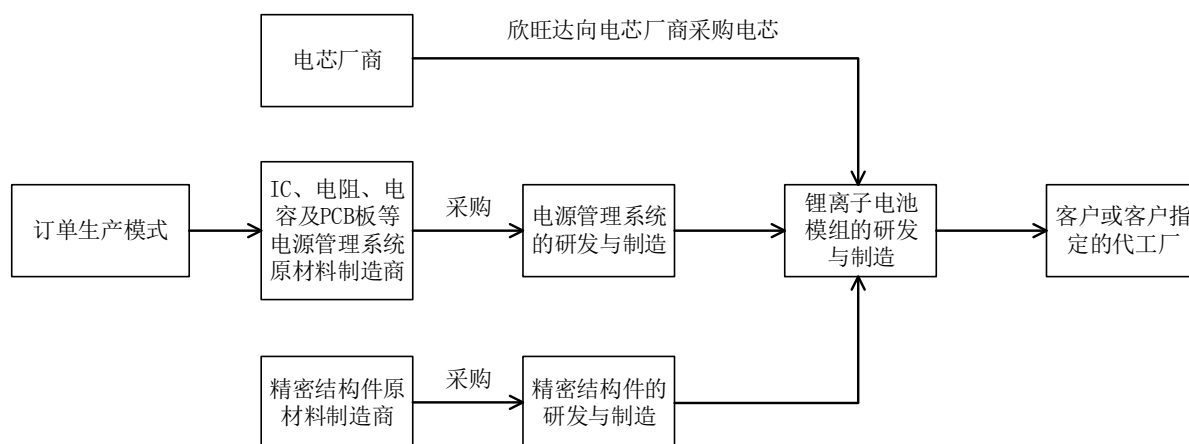 欣旺达向电芯厂商采购电芯
电芯厂商
订单生产模式
IC、电阻、电
容及PCB板等
电源管理系统
原材料制造商
采购
电源管理系统
的研发与制造
锂离子电池
模组的研发
与制造
客户或客户指
定的代工厂
精密结构件原
材料制造商
采购
精密结构件的
研发与制造